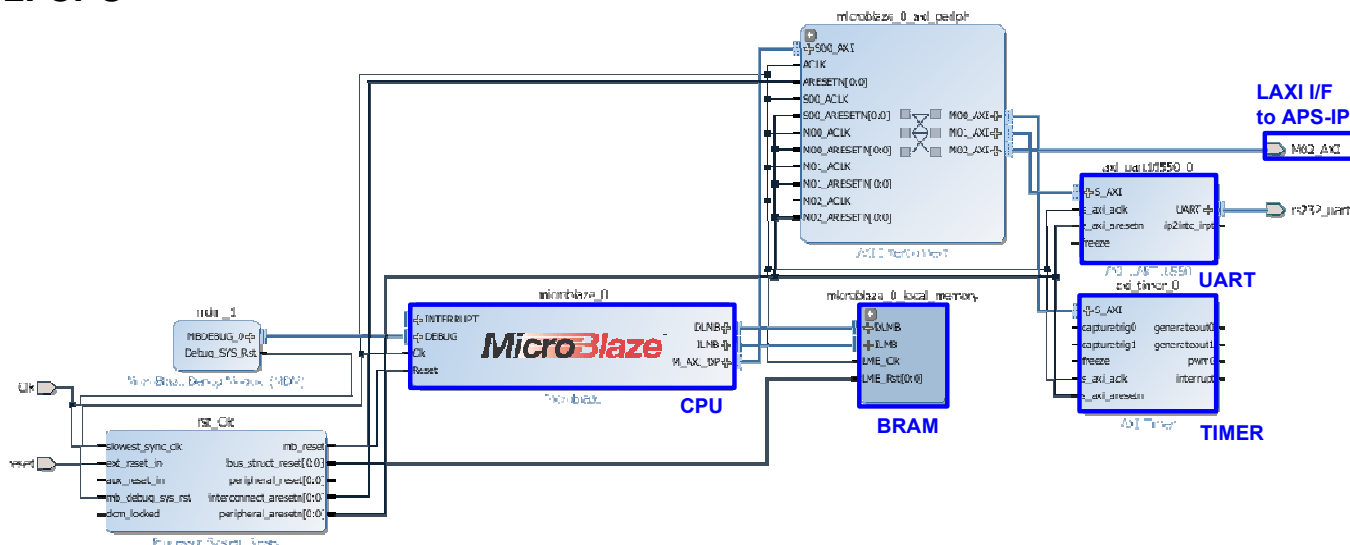 microblaze_0_axi_periph
S00_AXI
ACLK
ARESETN[0:0]
S00_ACLK
S00_ARESETN[0:0]
M00_ACLK
M00_ARESETN[0:0]
M01_ACLK
M01_ARESETN[0:0]
M02_ACLK
M02_ARESETN[0:0]
M00_AXI
M01_AXI
M02_AXI
AXI Interconnect
LAXI I/F
to APS-IP
M02_AXI
axi_uart16550_0
S_AXI
s_axi_aclk
s_axi_aresetn
freeze
UART
ip2intc_irpt
rs232_uart
AXI UART16550
UART
axi_timer_0
S_AXI
capturetrig0
capturetrig1
freeze
s_axi_aclk
s_axi_aresetn
generateout0
generateout1
pwm0
interrupt
AXI Timer
TIMER
mdm_1
MBDEBUG_0
Debug_SYS_Rst
MicroBlaze Debug Module (MDM)
microblaze_0
INTERRUPT
DEBUG
Clk
Reset
MicroBlaze
DLMB
ILMB
M_AXI_DP
MicroBlaze
CPU
microblaze_0_local_memory
DLMB
ILMB
LMB_Clk
LMB_Rst[0:0]
BRAM
Clk
reset
rst_Clk
slowest_sync_clk
ext_reset_in
aux_reset_in
mb_debug_sys_rst
dcm_locked
mb_reset
bus_struct_reset[0:0]
peripheral_reset[0:0]
interconnect_aresetn[0:0]
peripheral_aresetn[0:0]